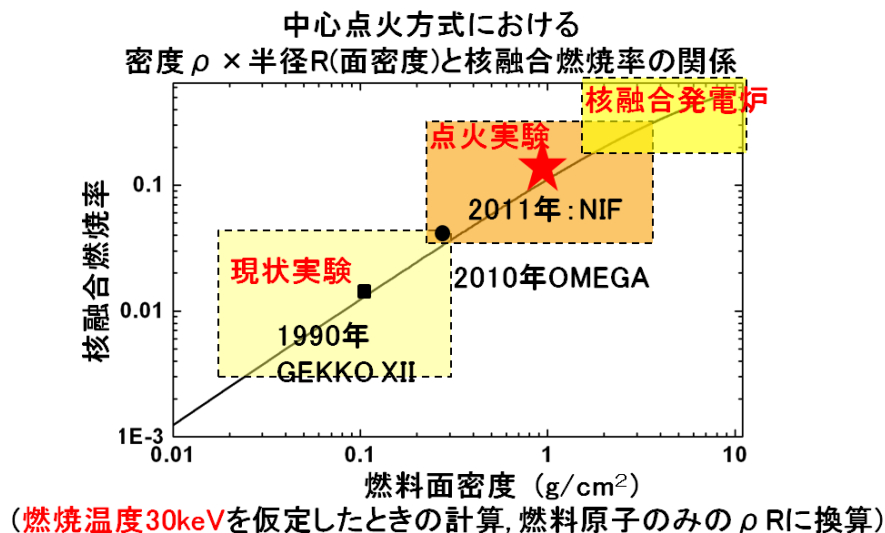 中心点火方式における
密度ρ×半径R(面密度)と核融合燃焼率の関係
核融合発電炉
点火実験
2011年:NIF
現状実験
2010年OMEGA
1990年
GEKKO XII
核融合燃焼率
0.1
0.01
1E-3
0.01
0.1
1
10
燃料面密度 (g/cm²)
(燃焼温度30keVを仮定したときの計算,燃料原子のみのρRに換算)